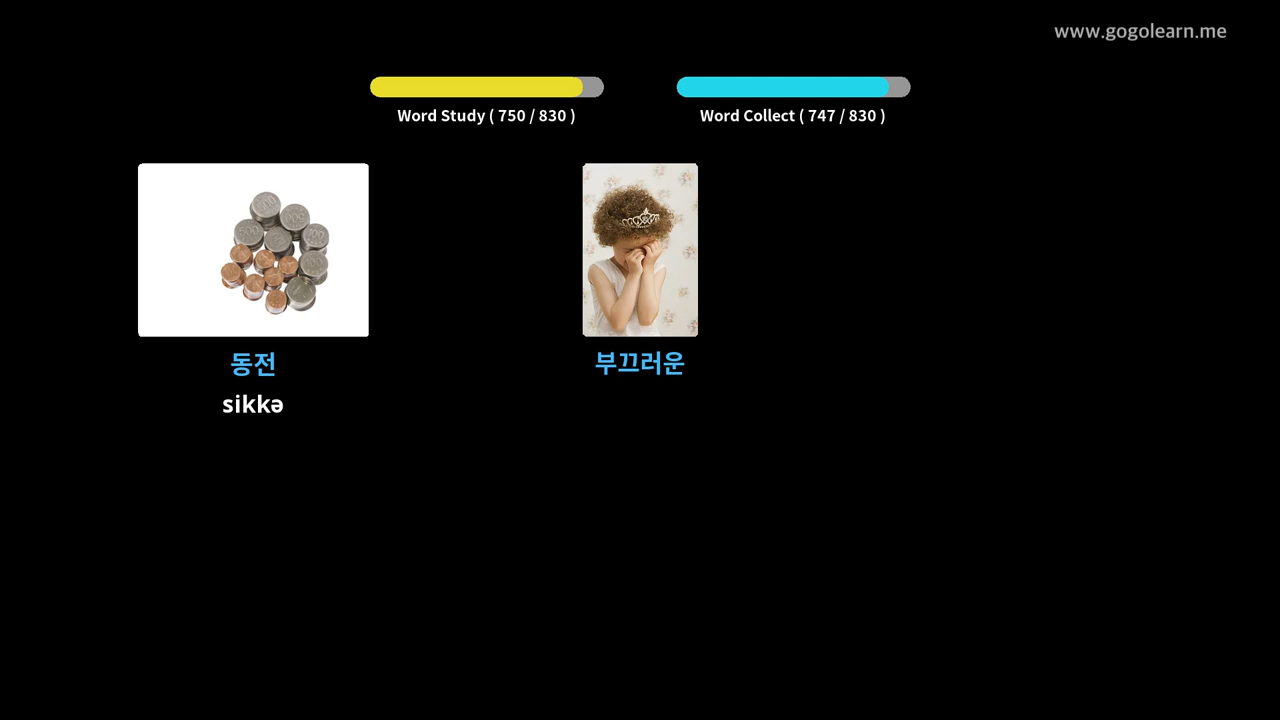 www.gogolearn.me
Word Study ( 750 / 830 )
Word Collect ( 747 / 830 )
동전
sikkə
부끄러운